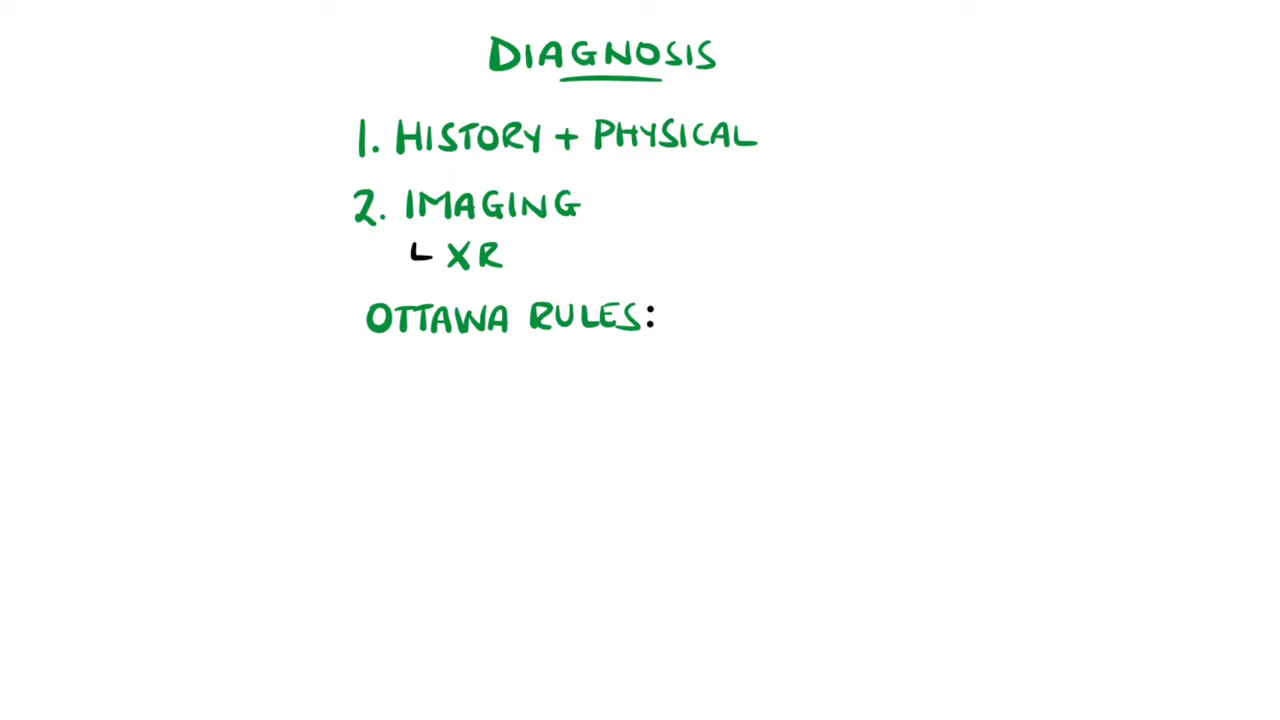 DIAGNOSIS
1. HISTORY + PHYSICAL
2. IMAGING
XR
OTTAWA RULES: